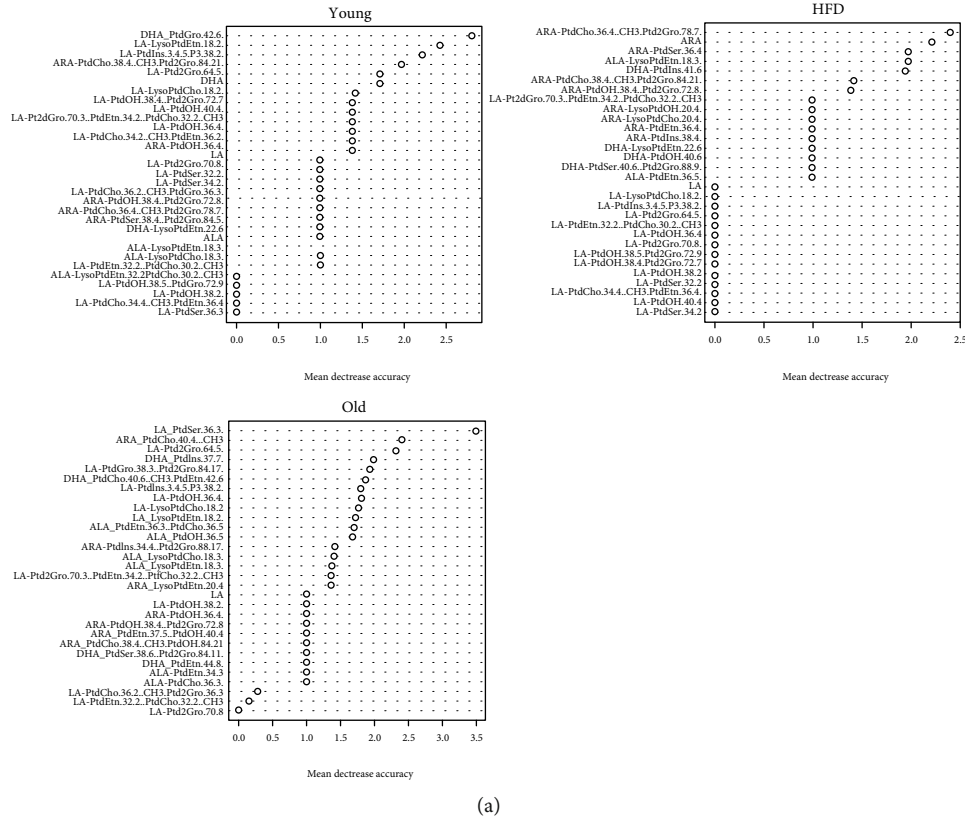 Young
DHA_PtdGro.42.6.
LA-LysoPtdEtn.18.2.
LA-PtdIns.3.4.5.P3.38.2.
ARA-PtdCho.38.4..CH3.Ptd2Gro.84.21.
LA-Ptd2Gro.64.5.
DHA
LA-LysoPtdCho.18.2.
LA-PtdOH.38.4..Ptd2Gro.72.7
LA-PtdOH.40.4.
LA-Pt2dGro.70.3..PtdEtn.34.2..PtdCho.32.2..CH3
LA-PtdOH.36.4.
LA-PtdCho.34.2..CH3.PtdEtn.36.2.
ARA-PtdOH.36.4.
LA
LA-Ptd2Gro.70.8.
LA-PtdSer.32.2.
LA-PtdSer.34.2.
LA-PtdCho.36.2..CH3.PtdGro.36.3.
ARA-PtdOH.38.4..Ptd2Gro.72.8.
ARA-PtdCho.36.4..CH3.Ptd2Gro.78.7.
ARA-PtdSer.38.4..Ptd2Gro.84.5.
DHA-LysoPtdEtn.22.6
ALA
ALA-LysoPtdEtn.18.3.
ALA-LysoPtdCho.18.3.
LA-PtdEtn.32.2..PtdCho.30.2..CH3
ALA-LysoPtdEtn.32.2PtdCho.30.2..CH3
LA-PtdOH.38.5..PtdGro.72.9
LA-PtdOH.38.2.
LA-PtdCho.34.4..CH3.PtdEtn.36.4
LA-PtdSer.36.3
0.0 0.5 1.0 1.5 2.0 2.5
Mean dectrease accuracy
HFD
ARA-PtdCho.36.4..CH3.Ptd2Gro.78.7.
ARA
ARA-PtdSer.36.4
ALA-LysoPtdEtn.18.3.
DHA-PtdIns.41.6
ARA-PtdCho.38.4..CH3.Ptd2Gro.84.21.
ARA-PtdOH.38.4..Ptd2Gro.72.8.
LA-Pt2dGro.70.3..PtdEtn.34.2..PtdCho.32.2..CH3
ARA-LysoPtdOH.20.4.
ARA-LysoPtdCho.20.4.
ARA-PtdEtn.36.4
ARA-PtdIns.38.4.
DHA-LysoPtdEtn.22.6
DHA-PtdOH.40.6
DHA-PtdSer.40.6..Ptd2Gro.88.9.
ALA-PtdEtn.36.5.
LA
LA-LysoPtdCho.18.2.
LA-PtdIns.3.4.5.P3.38.2.
LA-Ptd2Gro.64.5.
LA-PtdEtn.32.2..PtdCho.30.2..CH3
LA-PtdOH.36.4
LA-Ptd2Gro.70.8.
LA-PtdOH.38.5.Ptd2Gro.72.9
LA-PtdOH.38.4.Ptd2Gro.72.7
LA-PtdOH.38.2
LA-PtdSer.32.2
LA-PtdCho.34.4..CH3.PtdEtn.36.4.
LA-PtdOH.40.4
LA-PtdSer.34.2
0.0 0.5 1.0 1.5 2.0 2.5
Mean dectrease accuracy
Old
LA_PtdSer.36.3.
ARA_PtdCho.40.4...CH3
LA-Ptd2Gro.64.5.
DHA_Ptdlns.37.7.
LA-PtdGro.38.3..Ptd2Gro.84.17.
DHA_PtdCho.40.6..CH3.PtdEtn.42.6
LA-Ptdlns.3.4.5.P3.38.2.
LA-PtdOH.36.4.
LA-LysoPtdCho.18.2
LA_LysoPtdEtn.18.2.
ALA_PtdEtn.36.3..PtdCho.36.5
ALA_PtdOH.36.5
ARA-Ptdlns.34.4..Ptd2Gro.88.17.
ALA_LysoPtdCho.18.3.
ALA_LysoPtdEtn.18.3.
LA-Ptd2Gro.70.3..PtdEtn.34.2..PtfCho.32.2..CH3
ARA_LysoPtdEtn.20.4
LA
LA-PtdOH.38.2.
ARA-PtdOH.36.4.
ARA-PtdOH.38.4..Ptd2Gro.72.8
ARA_PtdEtn.37.5..PtdOH.40.4
ARA_PtdCho.38.4..CH3.PtdOH.84.21
DHA_PtdSer.38.6..Ptd2Gro.84.11.
DHA_PtdEtn.44.8.
ALA-PtdEtn.34.3
ALA-PtdCho.36.3.
LA-PtdCho.36.2..CH3.Ptd2Gro.36.3
LA-PtdEtn.32.2..PtdCho.32.2..CH3
LA-Ptd2Gro.70.8
0.0 0.5 1.0 1.5 2.0 2.5 3.0 3.5
Mean dectrease accuracy
(a)